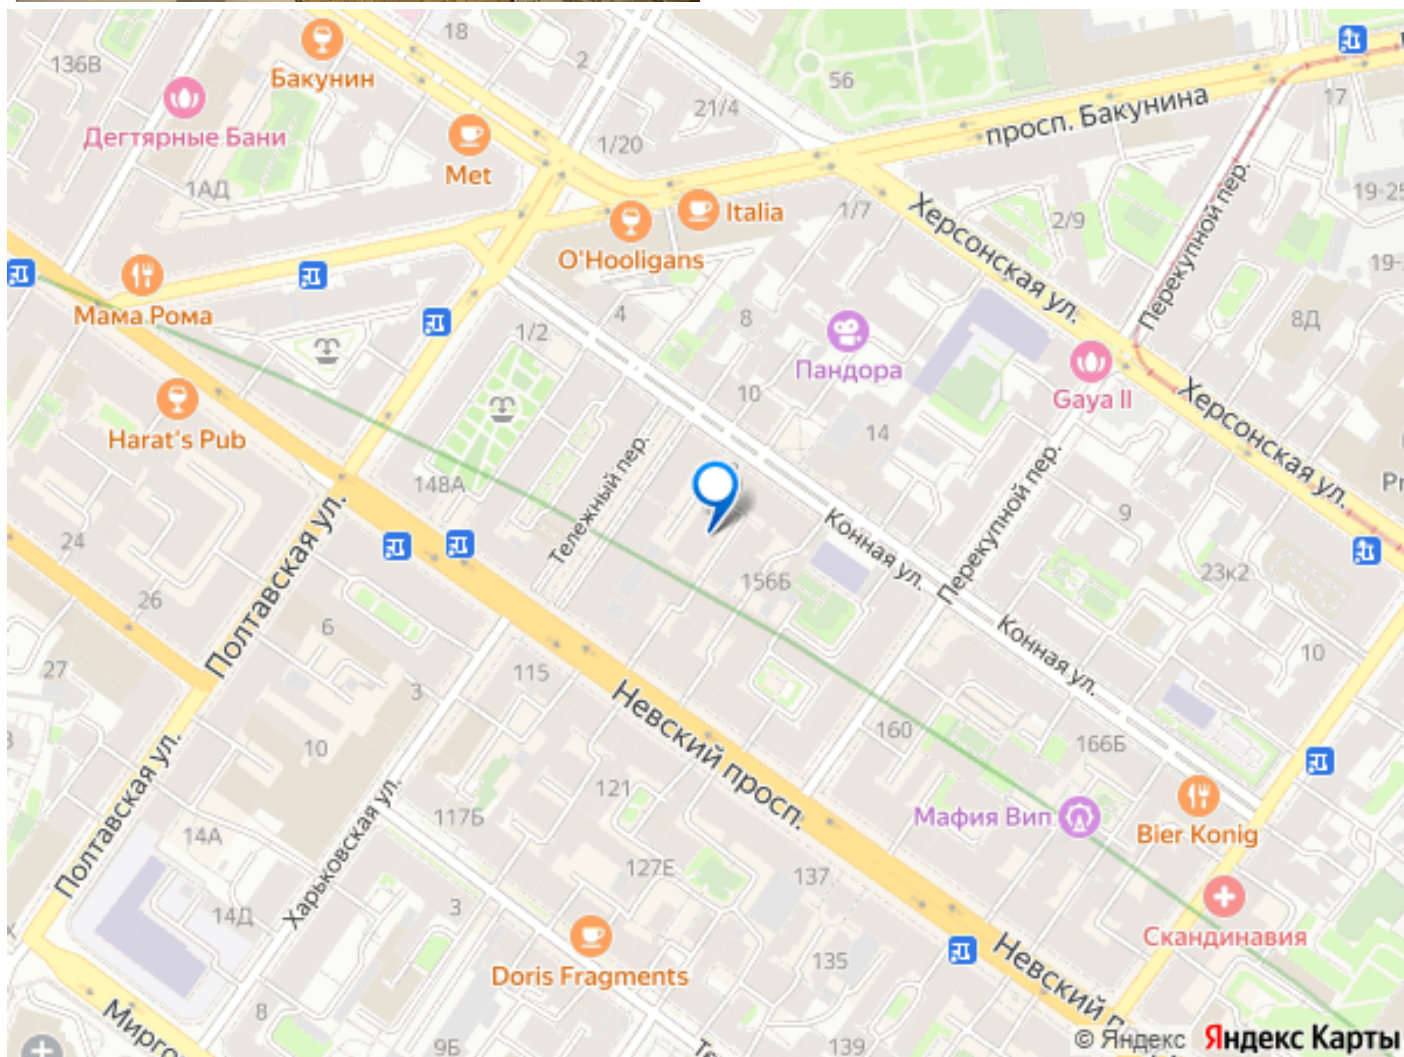 18
136В
Бакунин
2
56
Дегтярные Бани
21/4
17
просп. Бакунина
1/20
Met
1АД
19-25
Italia
1/7
2/9
Херсонская ул.
Перекупной пер.
O'Hooligans
19-
Мама Рома
4
8
8Д
1/2
Пандора
Gaya II
10
Херсонская ул.
Harat's Pub
14
148А
Тележный пер.
Перекупной пер.
9
24
Конная ул.
156Б
23к2
26
Полтавская ул.
6
Конная ул.
10
27
115
3
Невский просп.
160
166Б
10
121
Мафия Вип
Bier Konig
Полтавская ул.
117Б
14А
Харьковская ул.
127Е
137
14Д
3
Скандинавия
Doris Fragments
135
Невский п
8
Мирго
9Б
139
© Яндекс Яндекс Карты